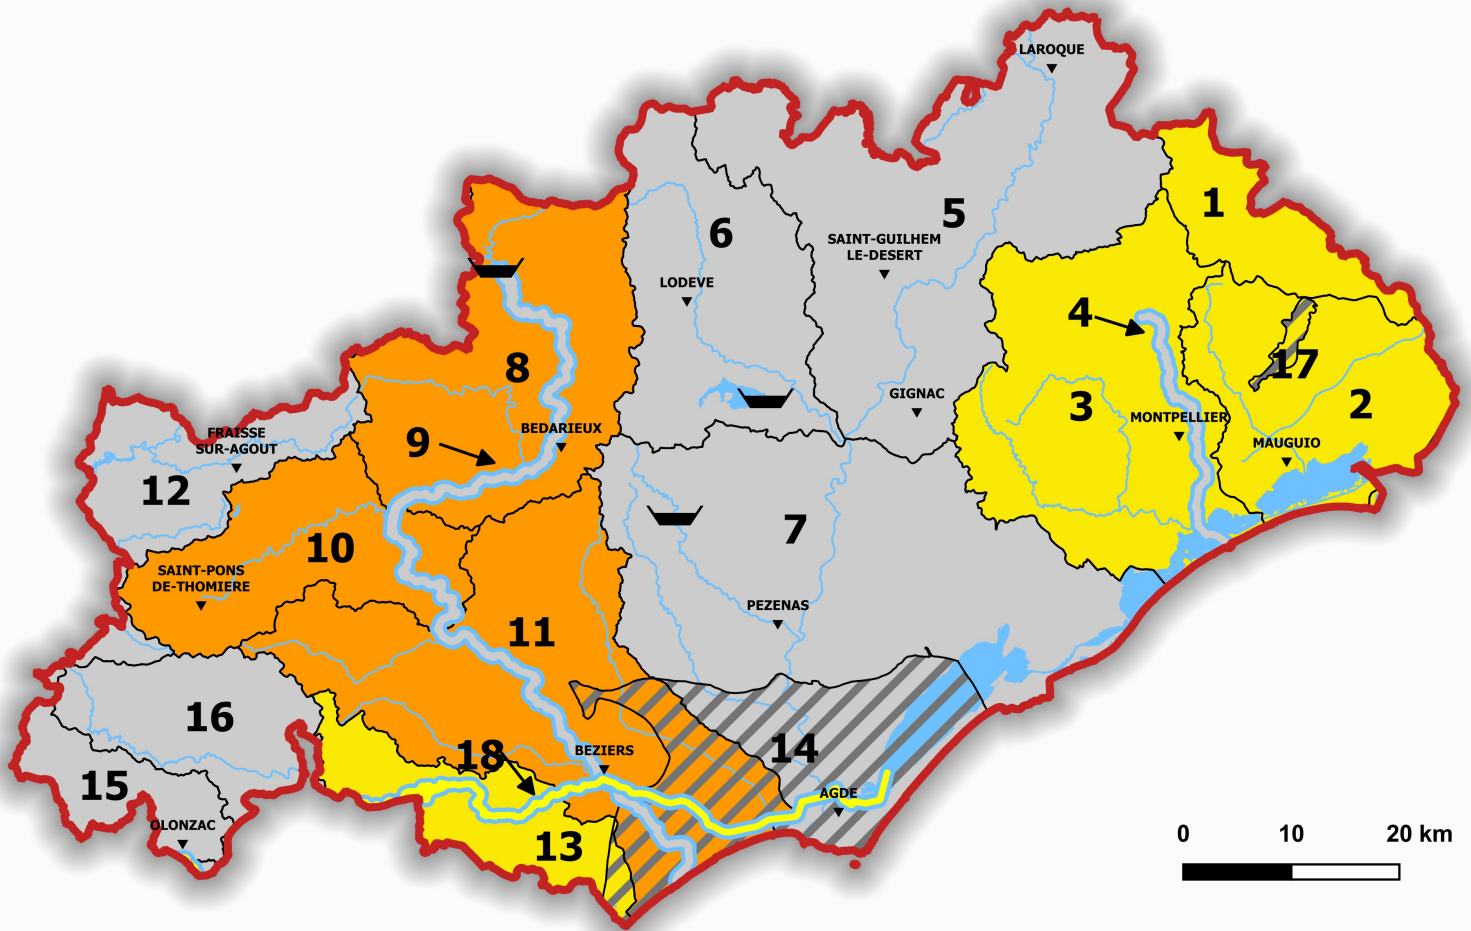 LAROQUE
1
5
6
SAINT-GUILHEM
LE-DESERT
LODEVE
4
8
17
GIGNAC
2
3
MONTPELLIER
BEDARIEUX
FRAISSE
SUR-AGOUT
9
MAUGUIO
12
7
10
SAINT-PONS
DE-THOMIERE
PEZENAS
11
16
14
18
BEZIERS
15
AGDE
OLONZAC
13
0 10 20 km